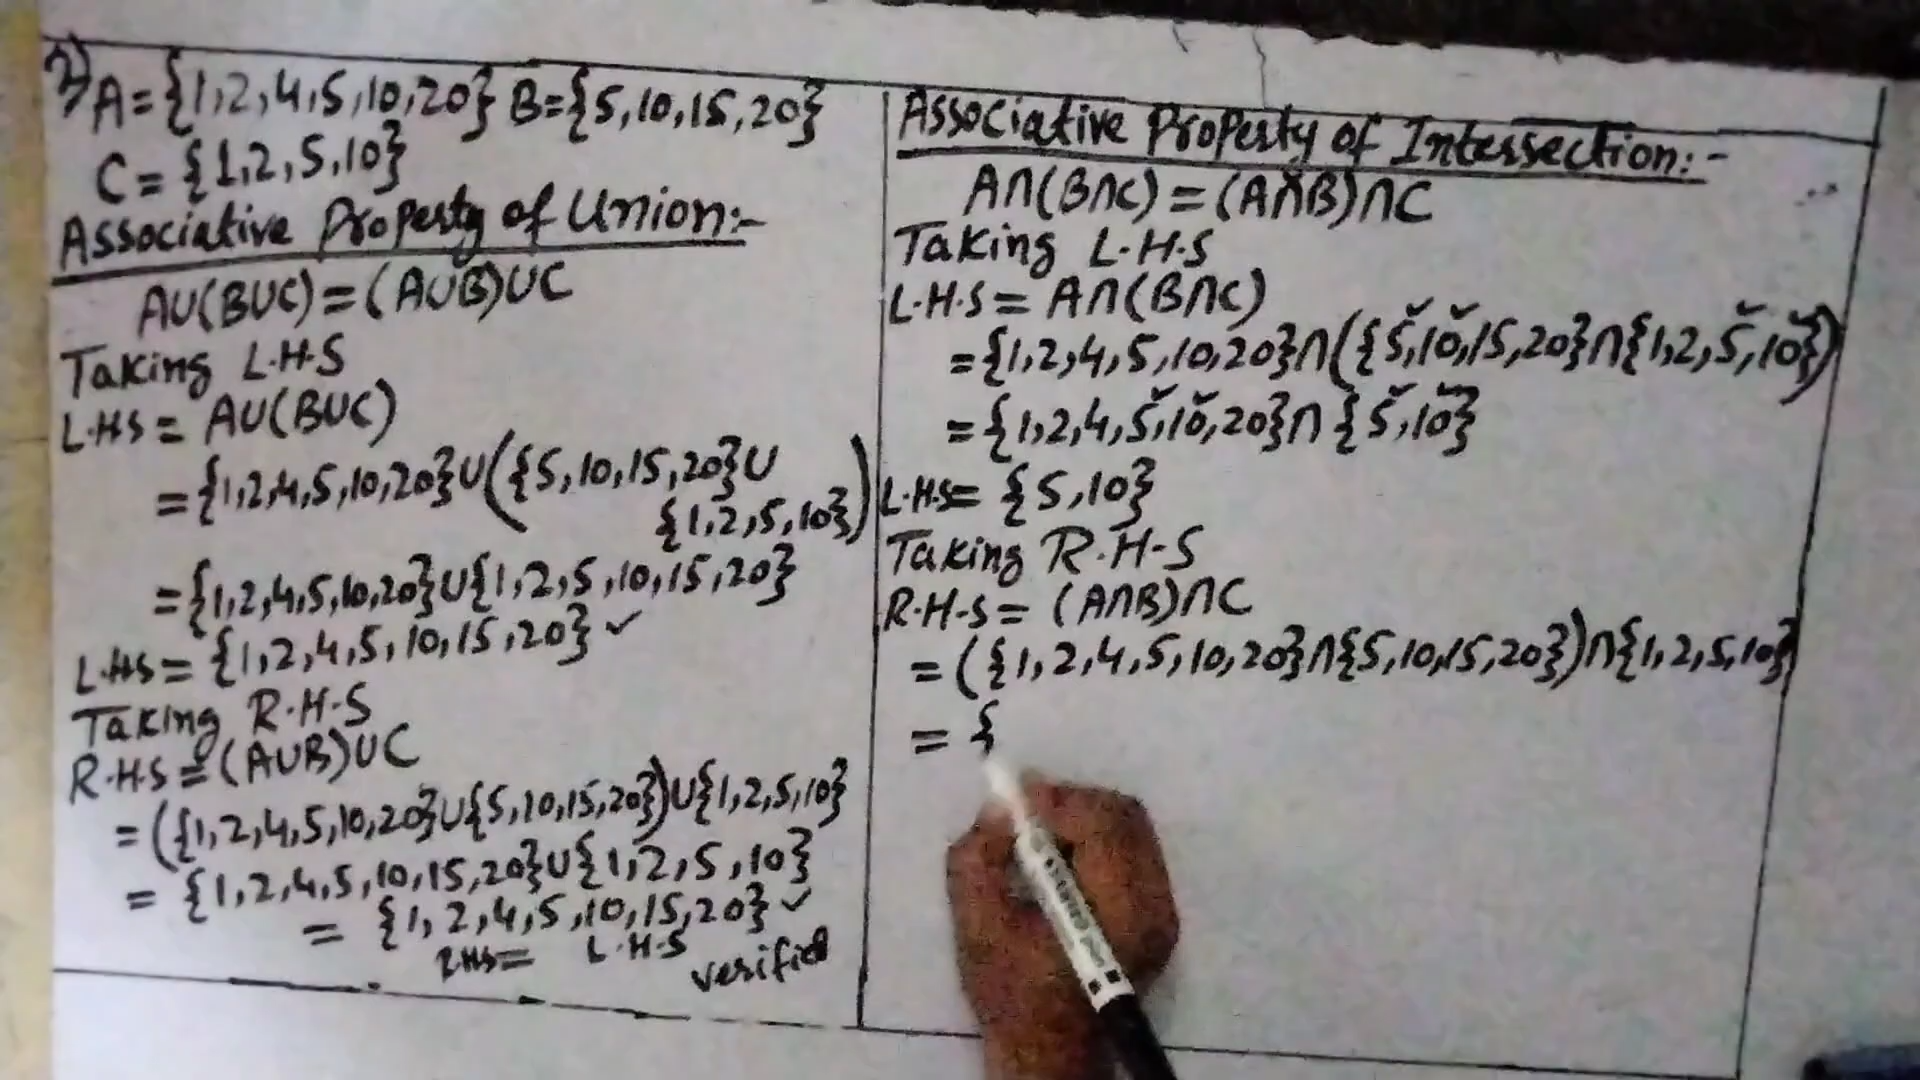 2) A={1,2,4,5,10,20} B={5,10,15,20}
C={1,2,5,10}
Associative Property of Union:-
AU(BUC)=(AUB)UC
Taking L.H.S
L.H.S = AU(BUC)
={1,2,4,5,10,20}U({5,10,15,20}U
{1,2,5,10})
={1,2,4,5,10,20}U{1,2,5,10,15,20}
L.H.S= {1,2,4,5,10,15,20} ✓
Taking R.H.S
R.H.S =(AUB)UC
=({1,2,4,5,10,20}U{5,10,15,20})U{1,2,5,10}
= {1,2,4,5,10,15,20}U{1,2,5,10}
= {1,2,4,5,10,15,20} ✓
RHS= L.H.S
verified
Associative Property of Interssection:-
A∩(B∩C)=(A∩B)∩C
Taking L.H.S
L.H.S= A∩(B∩C)
={1,2,4,5,10,20}∩({5,10,15,20}∩{1,2,5,10})
={1,2,4,5,10,20}∩{5,10}
L.H.S= {5,10}
Taking R.H.S
R.H.S= (A∩B)∩C
=({1,2,4,5,10,20}∩{5,10,15,20})∩{1,2,5,10}
= {